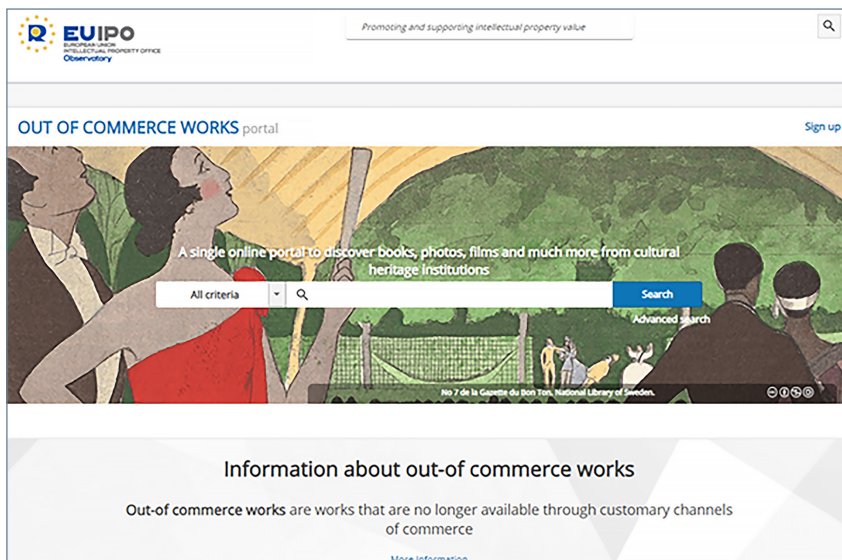 EUIPO
EUROPEAN UNION
INTELLECTUAL PROPERTY OFFICE
Observatory
Promoting and supporting intellectual property value
OUT OF COMMERCE WORKS portal
Sign up
A single online portal to discover books, photos, films and much more from cultural
heritage institutions
All criteria
Search
Advanced search
No 7 de la Gazette du Bon Ton, National Library of Sweden.
Information about out-of commerce works
Out-of commerce works are works that are no longer available through customary channels
of commerce
More Information